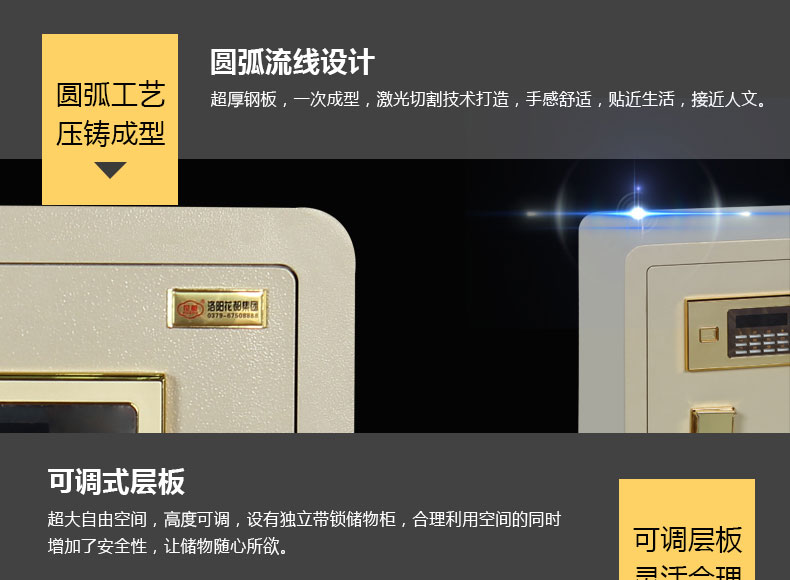 圆弧工艺
压铸成型
圆弧流线设计
超厚钢板，一次成型，激光切割技术打造，手感舒适，贴近生活，接近人文。
洛阳花都集团
可调式层板
超大自由空间，高度可调，设有独立带锁储物柜，合理利用空间的同时
增加了安全性，让储物随心所欲。
可调层板
灵活合理